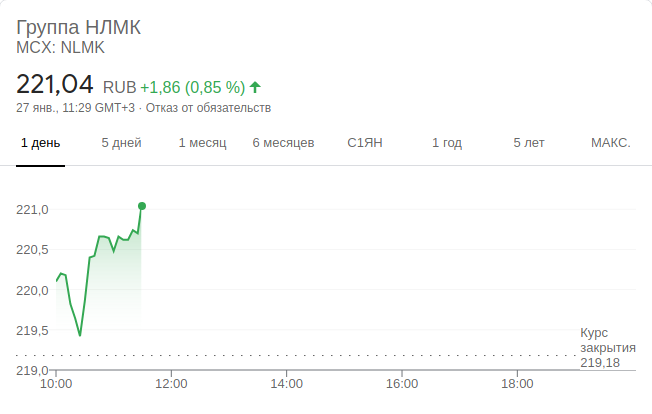 Группа НЛМК
MCX: NLMK
221,04 RUB +1,86 (0,85 %)
27 янв., 11:29 GMT+3 · Отказ от обязательств
1 день 5 дней 1 месяц 6 месяцев С1ЯН 1 год 5 лет МАКС.
221,0
220,5
220,0
219,5
Курс
закрытия
219,18
219,0
10:00 12:00 14:00 16:00 18:00